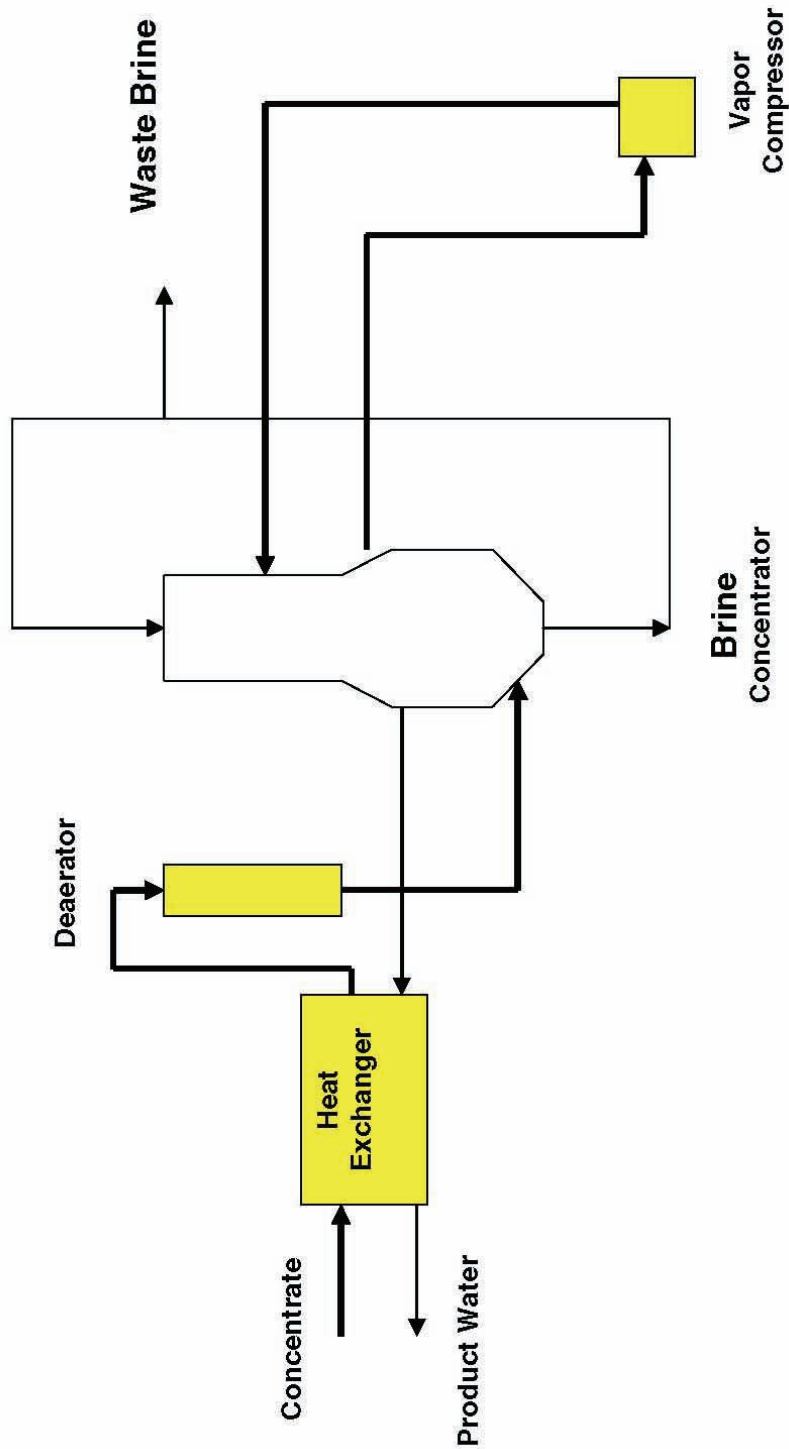 Concentrate
Product Water
Heat
Exchanger
Deaerator
Brine
Concentrator
Waste Brine
Vapor
Compressor